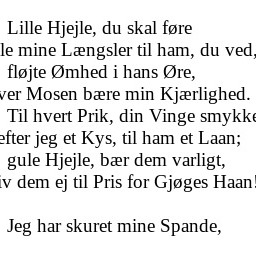 Lille Hjejle, du skal føre
le mine Længsler til ham, du ved,
fløjte Ømhed i hans Øre,
ver Mosen bære min Kjærlighed.
Til hvert Prik, din Vinge smykke
efter jeg et Kys, til ham et Laan;
gule Hjejle, bær dem varligt,
iv dem ej til Pris for Gjøges Haan!
Jeg har skuret mine Spande,